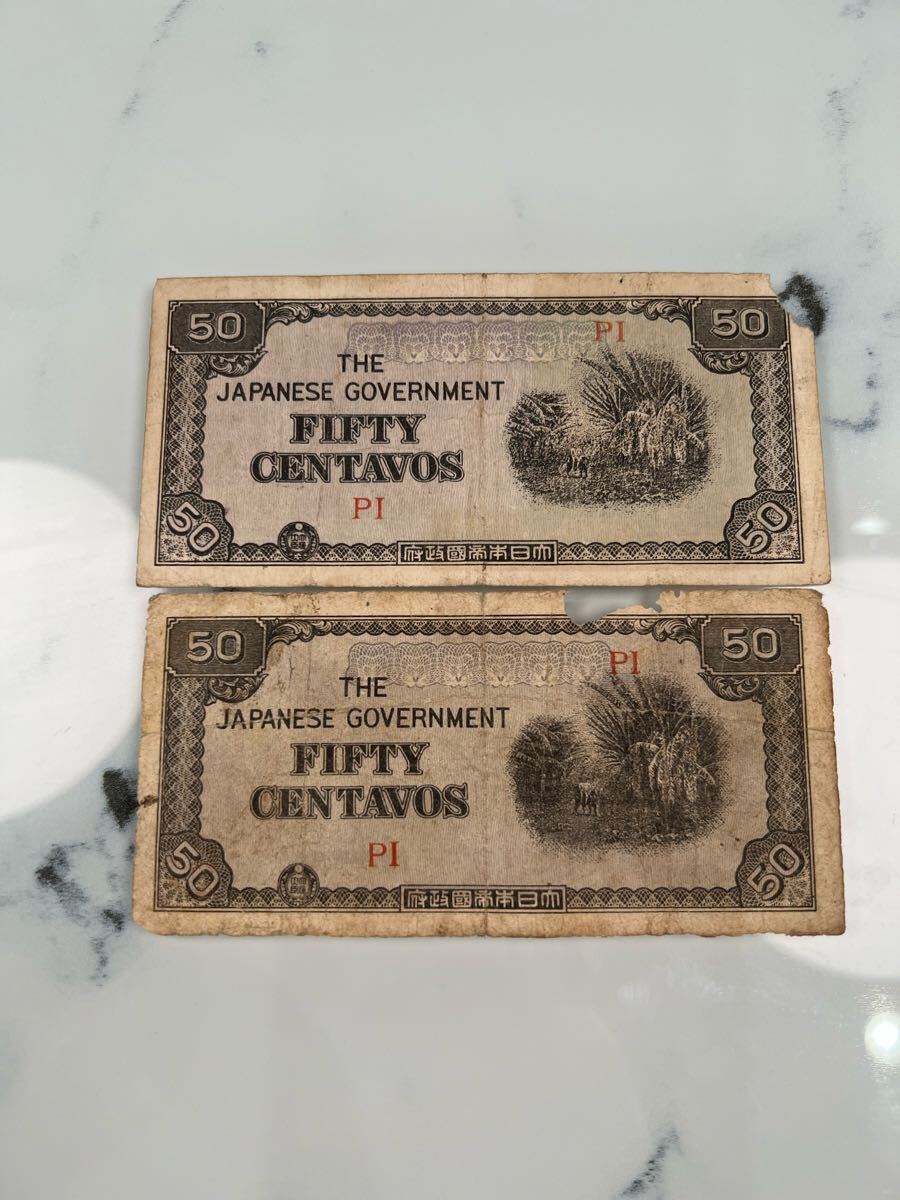 50
50
PI
THE
JAPANESE GOVERNMENT
FIFTY
CENTAVOS
PI
50
50
府政國帝本日大
50
50
PI
THE
JAPANESE GOVERNMENT
FIFTY
CENTAVOS
PI
50
50
府政國帝本日大